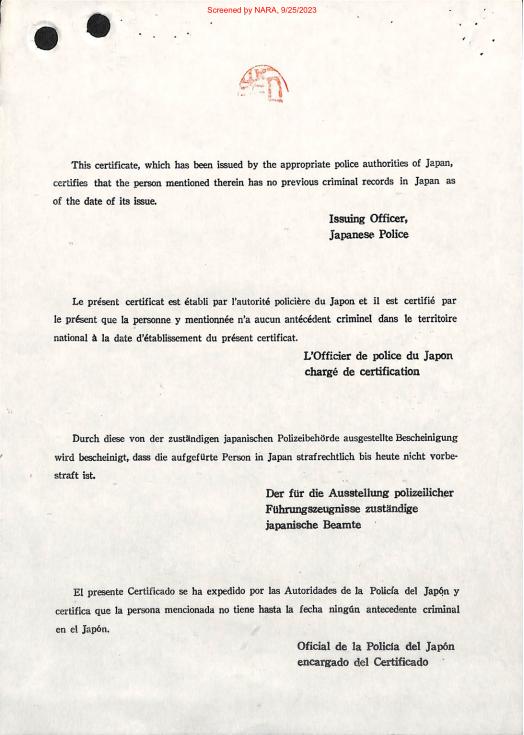 Screened by NARA, 9/25/2023
This certificate, which has been issued by the appropriate police authorities of Japan,
certifies that the person mentioned therein has no previous criminal records in Japan as
of the date of its issue.
Issuing Officer,
Japanese Police
Le présent certificat est établi par l'autorité policière du Japon et il est certifié par
le présent que la personne y mentionnée n'a aucun antécédent criminel dans le territoire
national à la date d'établissement du présent certificat.
L'Officier de police du Japon
chargé de certification
Durch diese von der zuständigen japanischen Polizeibehörde ausgestellte Bescheinigung
wird bescheinigt, dass die aufgefürte Person in Japan strafrechtlich bis heute nicht vorbe-
straft ist.
Der für die Ausstellung polizeilicher
Führungszeugnisse zuständige
japanische Beamte
El presente Certificado se ha expedido por las Autoridades de la Policía del Japón y
certifica que la persona mencionada no tiene hasta la fecha ningún antecedente criminal
en el Japón.
Oficial de la Policía del Japón
encargado del Certificado